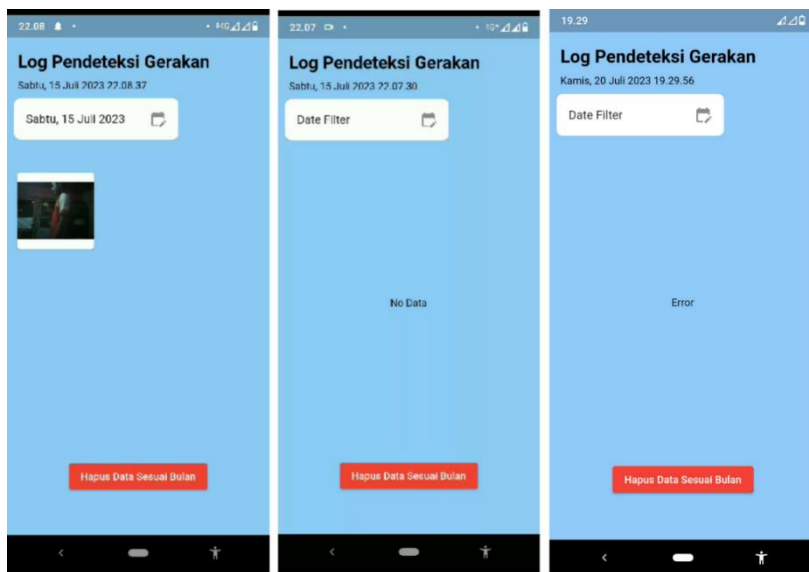 22.08
4G
Log Pendeteksi Gerakan
Sabtu, 15 Juli 2023 22.08.37
Sabtu, 15 Juli 2023
Hapus Data Sesuai Bulan
22.07
4G+
Log Pendeteksi Gerakan
Sabtu, 15 Juli 2023 22.07.30
Date Filter
No Data
Hapus Data Sesuai Bulan
19.29
Log Pendeteksi Gerakan
Kamis, 20 Juli 2023 19.29.56
Date Filter
Error
Hapus Data Sesuai Bulan